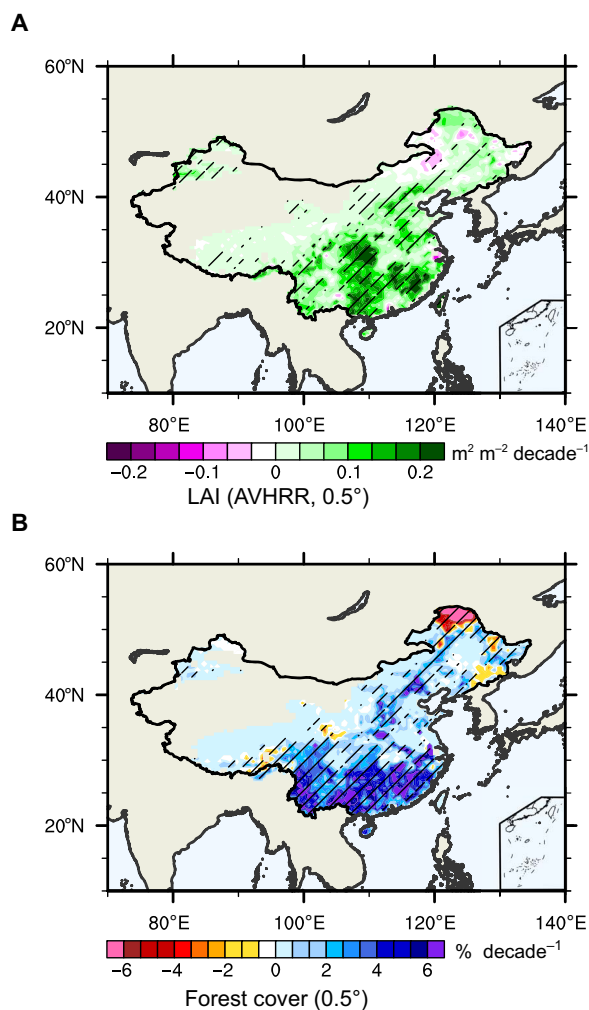 A
60°N
40°N
20°N
80°E 100°E 120°E 140°E
−0.2 −0.1 0 0.1 0.2 m² m⁻² decade⁻¹
LAI (AVHRR, 0.5°)
B
60°N
40°N
20°N
80°E 100°E 120°E 140°E
−6 −4 −2 0 2 4 6 % decade⁻¹
Forest cover (0.5°)